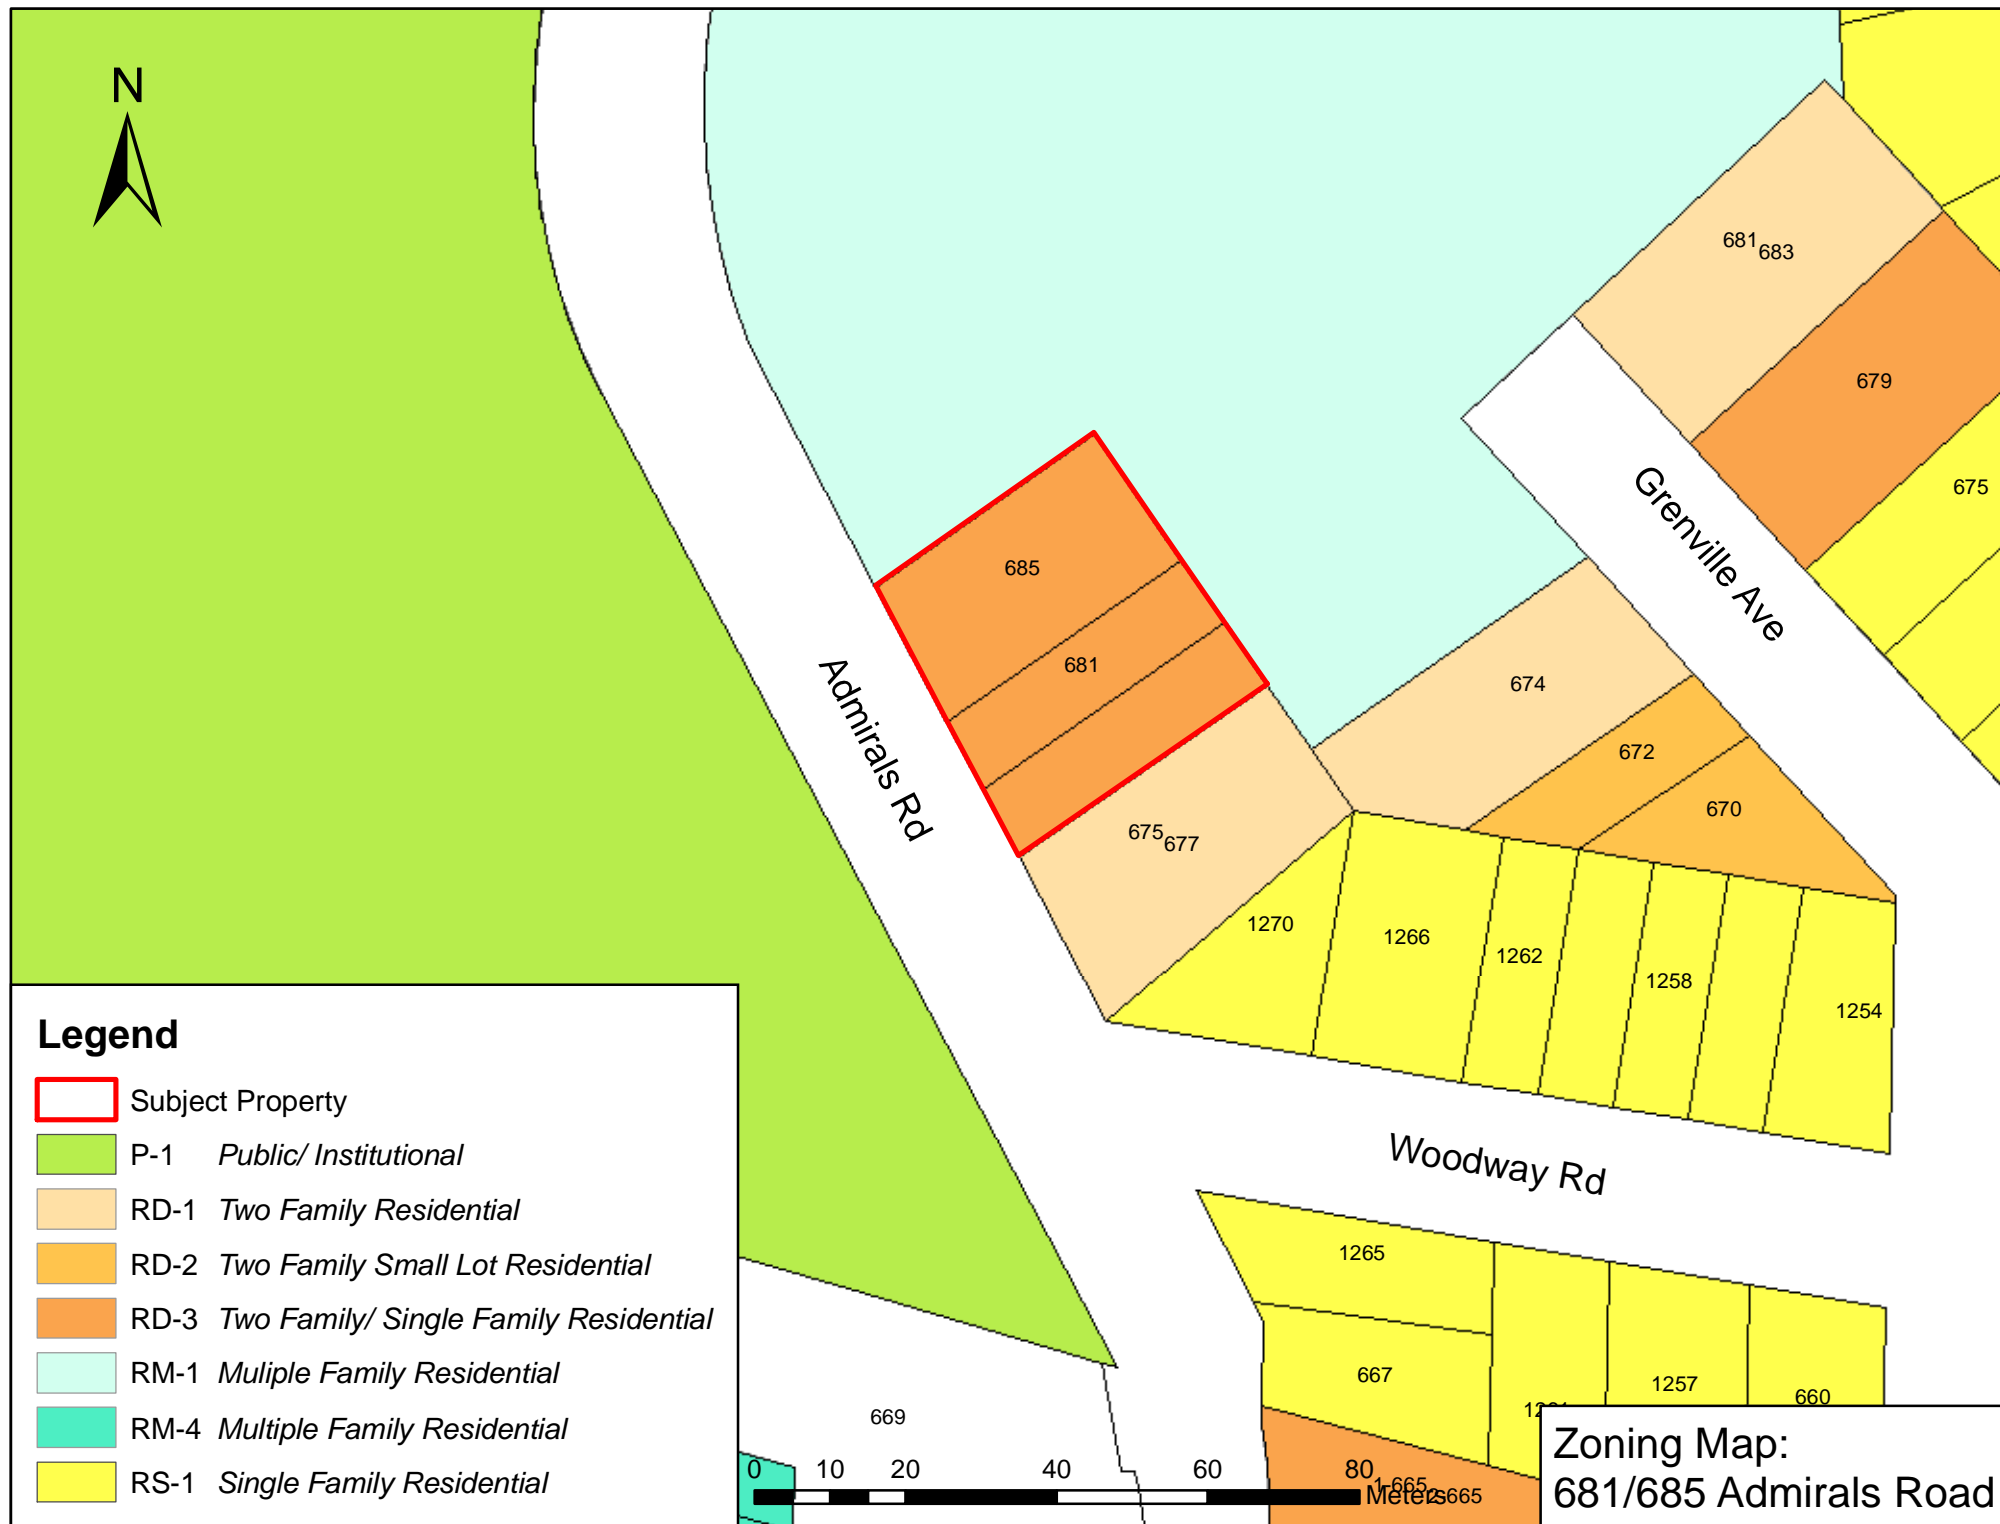 N
681
683
679
675
Grenville Ave
685
681
Admirals Rd
674
672
670
675
677
1270
1266
1262
1258
1254
Woodway Rd
1265
667
1257
660
669
Legend
Subject Property
P-1 Public/ Institutional
RD-1 Two Family Residential
RD-2 Two Family Small Lot Residential
RD-3 Two Family/ Single Family Residential
RM-1 Muliple Family Residential
RM-4 Multiple Family Residential
RS-1 Single Family Residential
0 10 20 40 60 80
Meters
1-665
Zoning Map:
681/685 Admirals Road